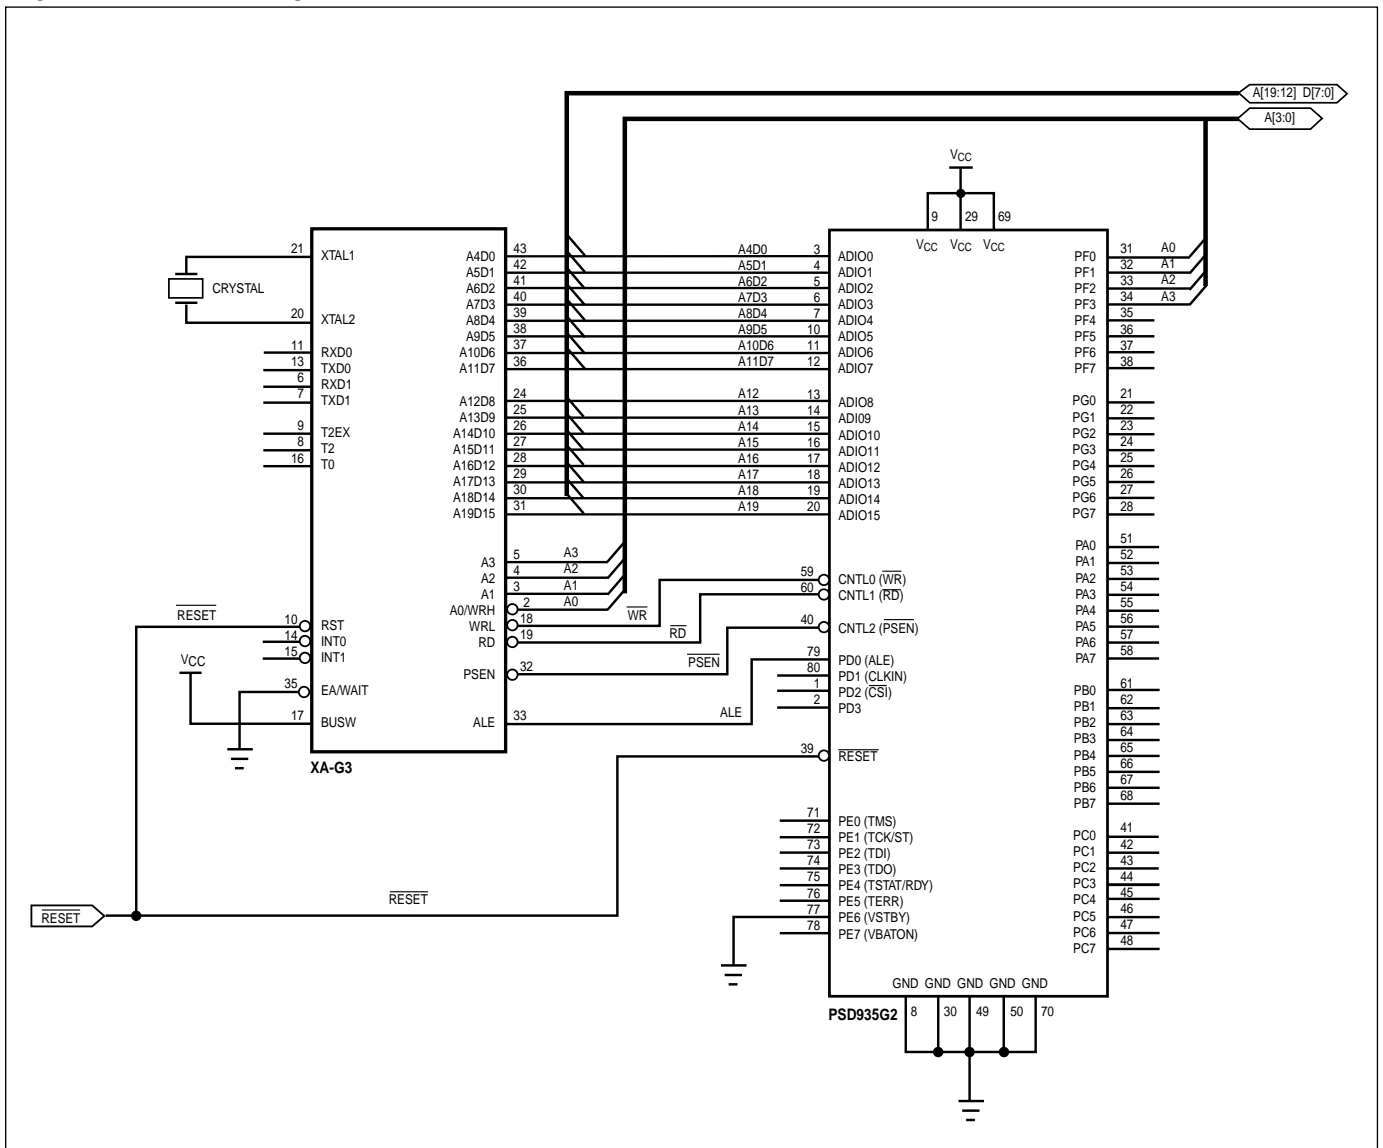 A[19:12] D[7:0]
A[3:0]
VCC
9 29 69
VCC VCC VCC
21 XTAL1
CRYSTAL
20 XTAL2
11 RXD0
13 TXD0
6 RXD1
7 TXD1
9 T2EX
8 T2
16 T0
RESET
10 RST
14 INT0
15 INT1
VCC
35 EA/WAIT
17 BUSW
A4D0 43 A4D0 3 ADIO0
A5D1 42 A5D1 4 ADIO1
A6D2 41 A6D2 5 ADIO2
A7D3 40 A7D3 6 ADIO3
A8D4 39 A8D4 7 ADIO4
A9D5 38 A9D5 10 ADIO5
A10D6 37 A10D6 11 ADIO6
A11D7 36 A11D7 12 ADIO7
A12D8 24 A12 13 ADIO8
A13D9 25 A13 14 ADI09
A14D10 26 A14 15 ADIO10
A15D11 27 A15 16 ADIO11
A16D12 28 A16 17 ADIO12
A17D13 29 A17 18 ADIO13
A18D14 30 A18 19 ADIO14
A19D15 31 A19 20 ADIO15
A3 5 A3
A2 4 A2
A1 3 A1
A0/WRH 2 A0
WRL 18 WR 59 CNTL0 (WR)
RD 19 RD 60 CNTL1 (RD)
PSEN 32 PSEN 40 CNTL2 (PSEN)
ALE 33 ALE 79 PD0 (ALE)
80 PD1 (CLKIN)
1 PD2 (CSI)
2 PD3
XA-G3
39 RESET
71 PE0 (TMS)
72 PE1 (TCK/ST)
73 PE2 (TDI)
74 PE3 (TDO)
75 PE4 (TSTAT/RDY)
76 PE5 (TERR)
77 PE6 (VSTBY)
78 PE7 (VBATON)
RESET
RESET
PF0 31 A0
PF1 32 A1
PF2 33 A2
PF3 34 A3
PF4 35
PF5 36
PF6 37
PF7 38
PG0 21
PG1 22
PG2 23
PG3 24
PG4 25
PG5 26
PG6 27
PG7 28
PA0 51
PA1 52
PA2 53
PA3 54
PA4 55
PA5 56
PA6 57
PA7 58
PB0 61
PB1 62
PB2 63
PB3 64
PB4 65
PB5 66
PB6 67
PB7 68
PC0 41
PC1 42
PC2 43
PC3 44
PC4 45
PC5 46
PC6 47
PC7 48
GND GND GND GND GND
PSD935G2
8 30 49 50 70